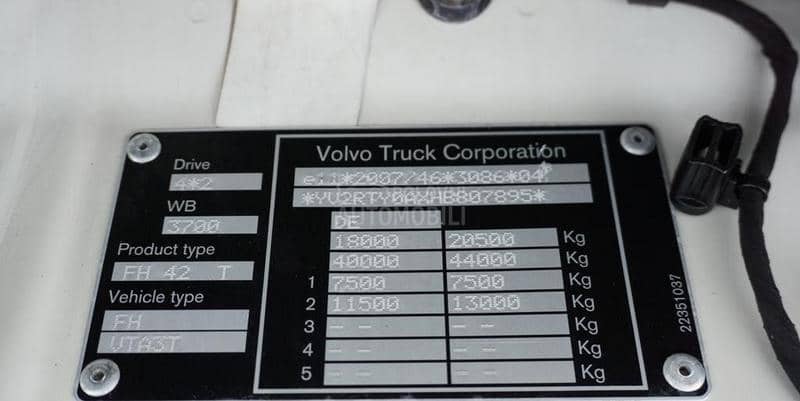 Volvo Truck Corporation
Drive
4*2
WB
3700
Product type
FH 42 T
Vehicle type
FH
VTA3T
e11*2007/46*3086*04*
DE
18000 20500 Kg
40000 44000 Kg
1 7500 7500 Kg
2 11500 13000 Kg
3 -- -- Kg
4 -- -- Kg
5 -- -- Kg
22351037
AUTOMOBILI